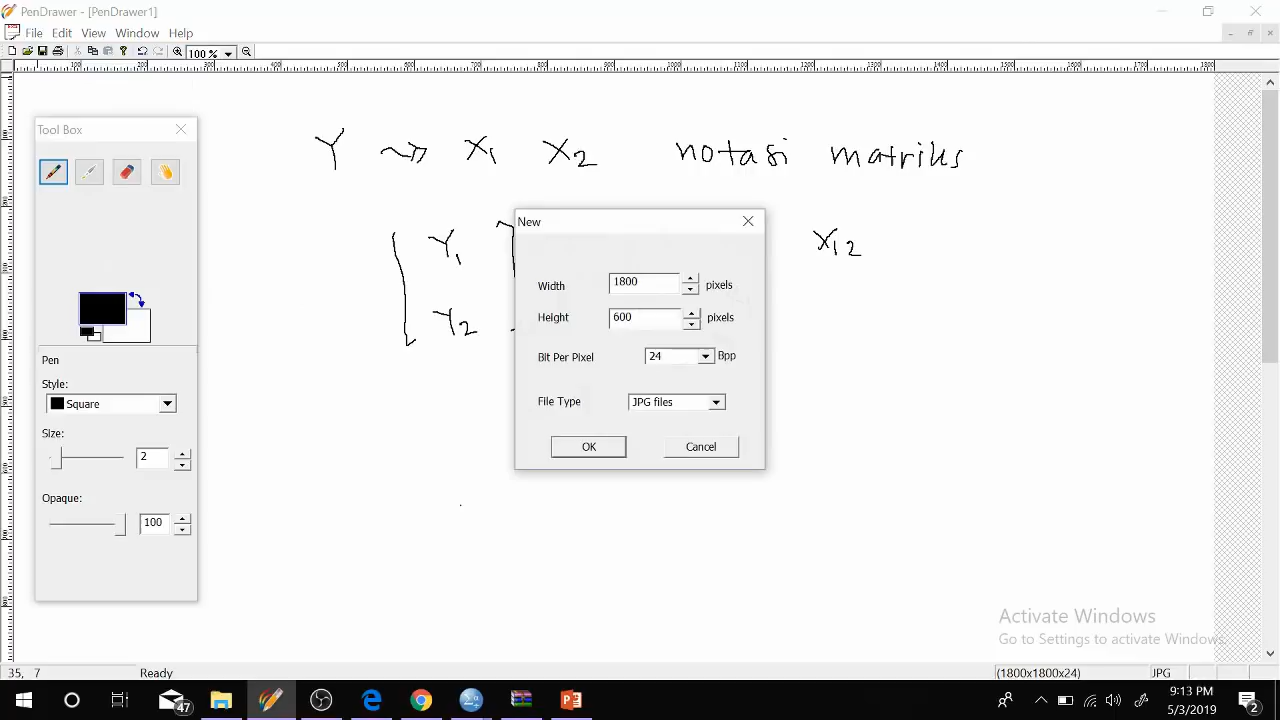 PenDrawer - [PenDrawer1]
File Edit View Window Help
100 %
Tool Box
Y ⇝ X₁ X₂ notasi matriks
New
Y₁ X₁₂
Width 1800 pixels
Y₂
Height 600 pixels
Bit Per Pixel 24 Bpp
Pen
Style:
File Type JPG files
Square
Size:
OK Cancel
2
Opaque:
100
Activate Windows
Go to Settings to activate Windows.
35, 7 Ready (1800x1800x24) JPG
47
9:13 PM
5/3/2019
2